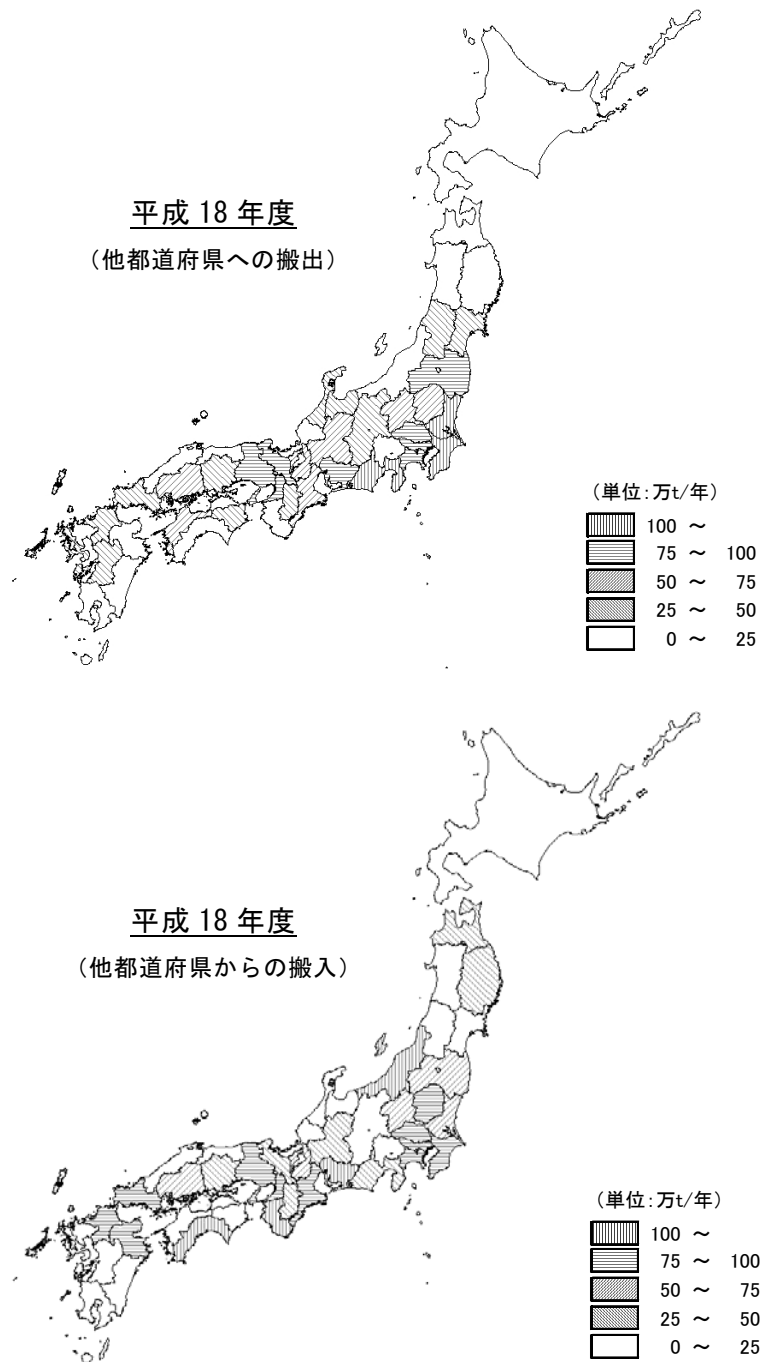 平成 18 年度
(他都道府県への搬出)
(単位:万t/年)
100 ～
75 ～ 100
50 ～ 75
25 ～ 50
0 ～ 25
平成 18 年度
(他都道府県からの搬入)
(単位:万t/年)
100 ～
75 ～ 100
50 ～ 75
25 ～ 50
0 ～ 25